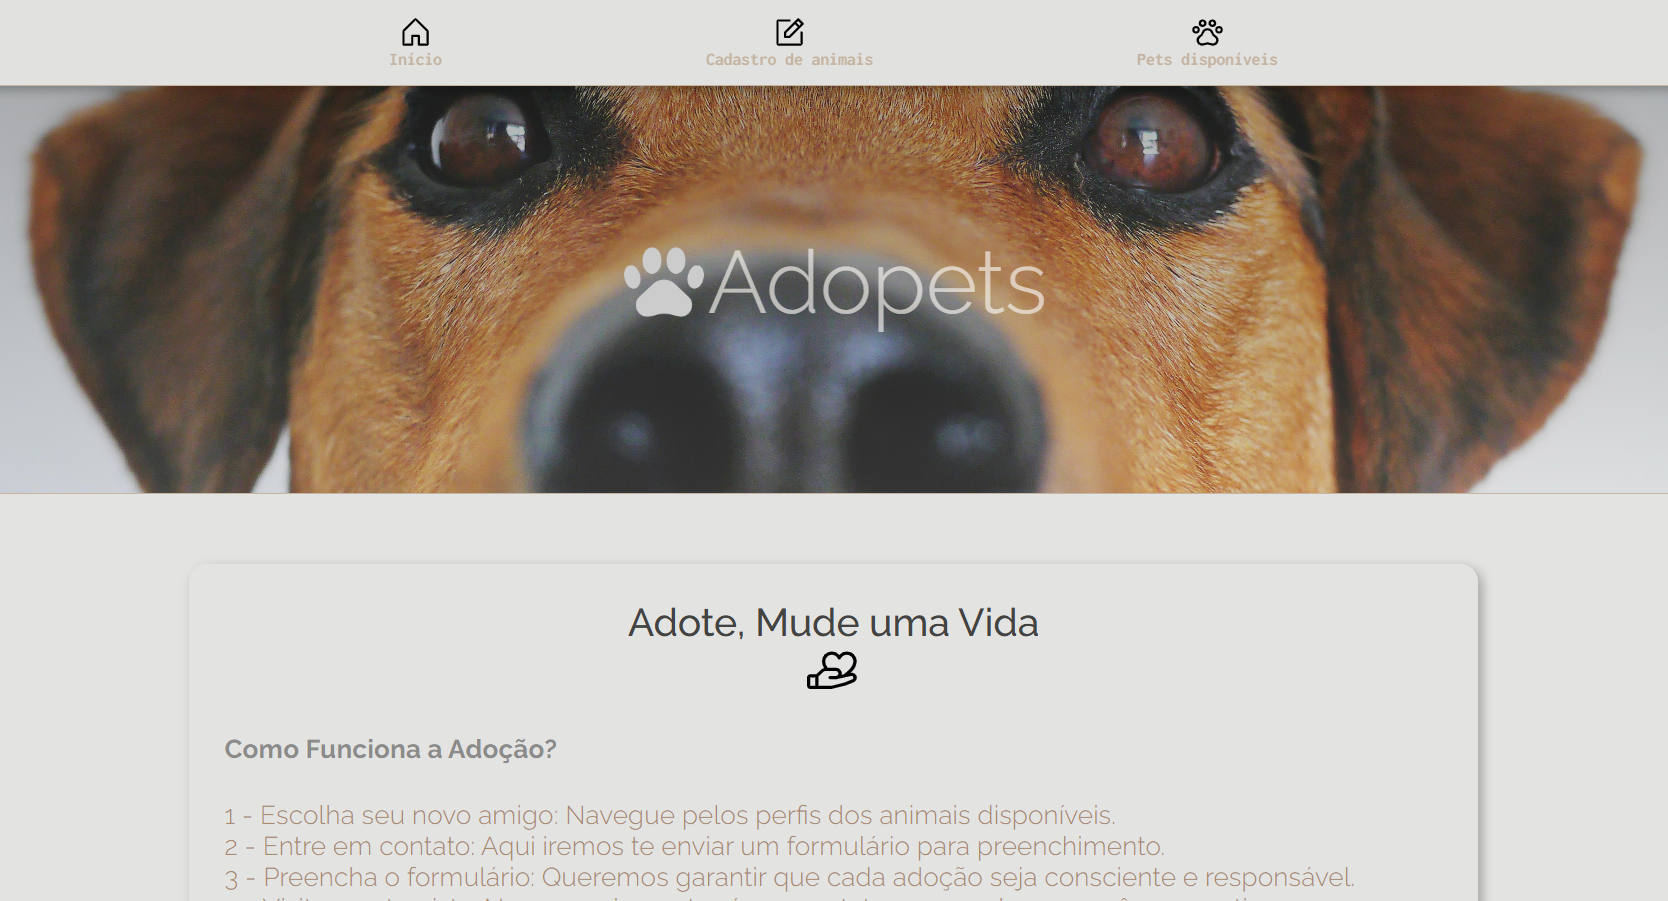 Início
Cadastro de animais
Pets disponíveis
Adopets
Adote, Mude uma Vida
Como Funciona a Adoção?
1 - Escolha seu novo amigo: Navegue pelos perfis dos animais disponíveis.
2 - Entre em contato: Aqui iremos te enviar um formulário para preenchimento.
3 - Preencha o formulário: Queremos garantir que cada adoção seja consciente e responsável.